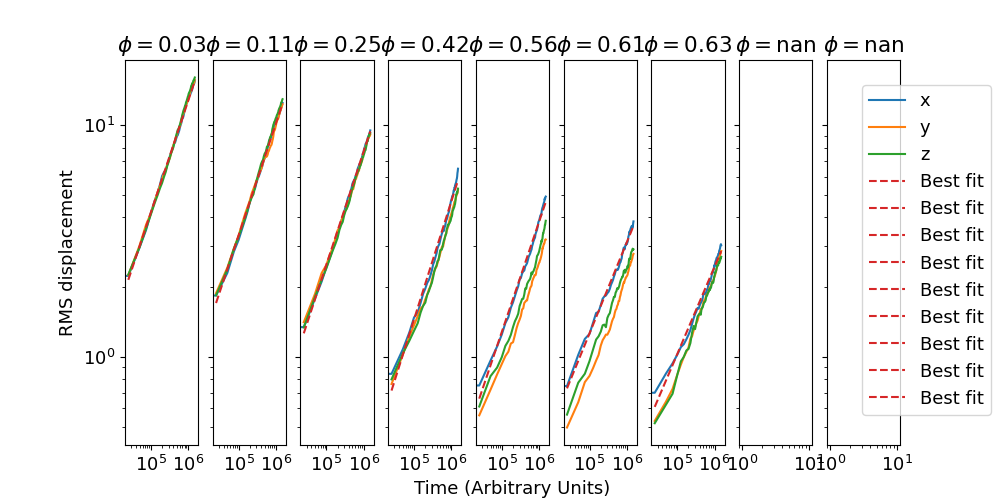 ϕ = 0.03 ϕ = 0.11 ϕ = 0.25 ϕ = 0.42 ϕ = 0.56 ϕ = 0.61 ϕ = 0.63 ϕ = nan ϕ = nan
RMS displacement
10¹
10⁰
x
y
z
Best fit
Best fit
Best fit
Best fit
Best fit
Best fit
Best fit
Best fit
Best fit
10⁵ 10⁶ 10⁵ 10⁶ 10⁵ 10⁶ 10⁵ 10⁶ 10⁵ 10⁶ 10⁵ 10⁶ 10⁵ 10⁶ 10⁰ 10¹ 10⁰ 10¹
Time (Arbitrary Units)